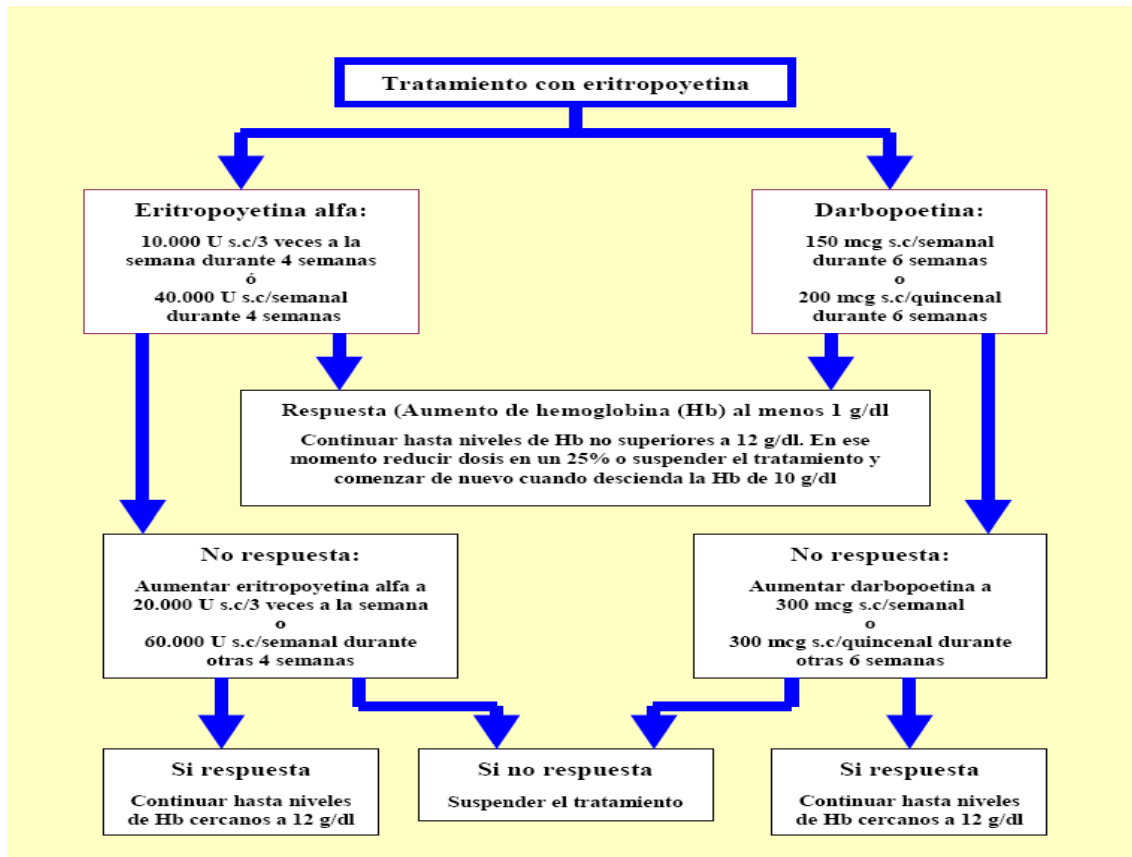 Tratamiento con eritropoyetina
Eritropoyetina alfa:
10.000 U s.c/3 veces a la
semana durante 4 semanas
ó
40.000 U s.c/semanal
durante 4 semanas
Darbopoetina:
150 mcg s.c/semanal
durante 6 semanas
o
200 mcg s.c/quincenal
durante 6 semanas
Respuesta (Aumento de hemoglobina (Hb) al menos 1 g/dl
Continuar hasta niveles de Hb no superiores a 12 g/dl. En ese
momento reducir dosis en un 25% o suspender el tratamiento y
comenzar de nuevo cuando descienda la Hb de 10 g/dl
No respuesta:
Aumentar eritropoyetina alfa a
20.000 U s.c/3 veces a la semana
o
60.000 U s.c/semanal durante
otras 4 semanas
No respuesta:
Aumentar darbopoetina a
300 mcg s.c/semanal
o
300 mcg s.c/quincenal durante
otras 6 semanas
Si respuesta
Continuar hasta niveles
de Hb cercanos a 12 g/dl
Si no respuesta
Suspender el tratamiento
Si respuesta
Continuar hasta niveles
de Hb cercanos a 12 g/dl